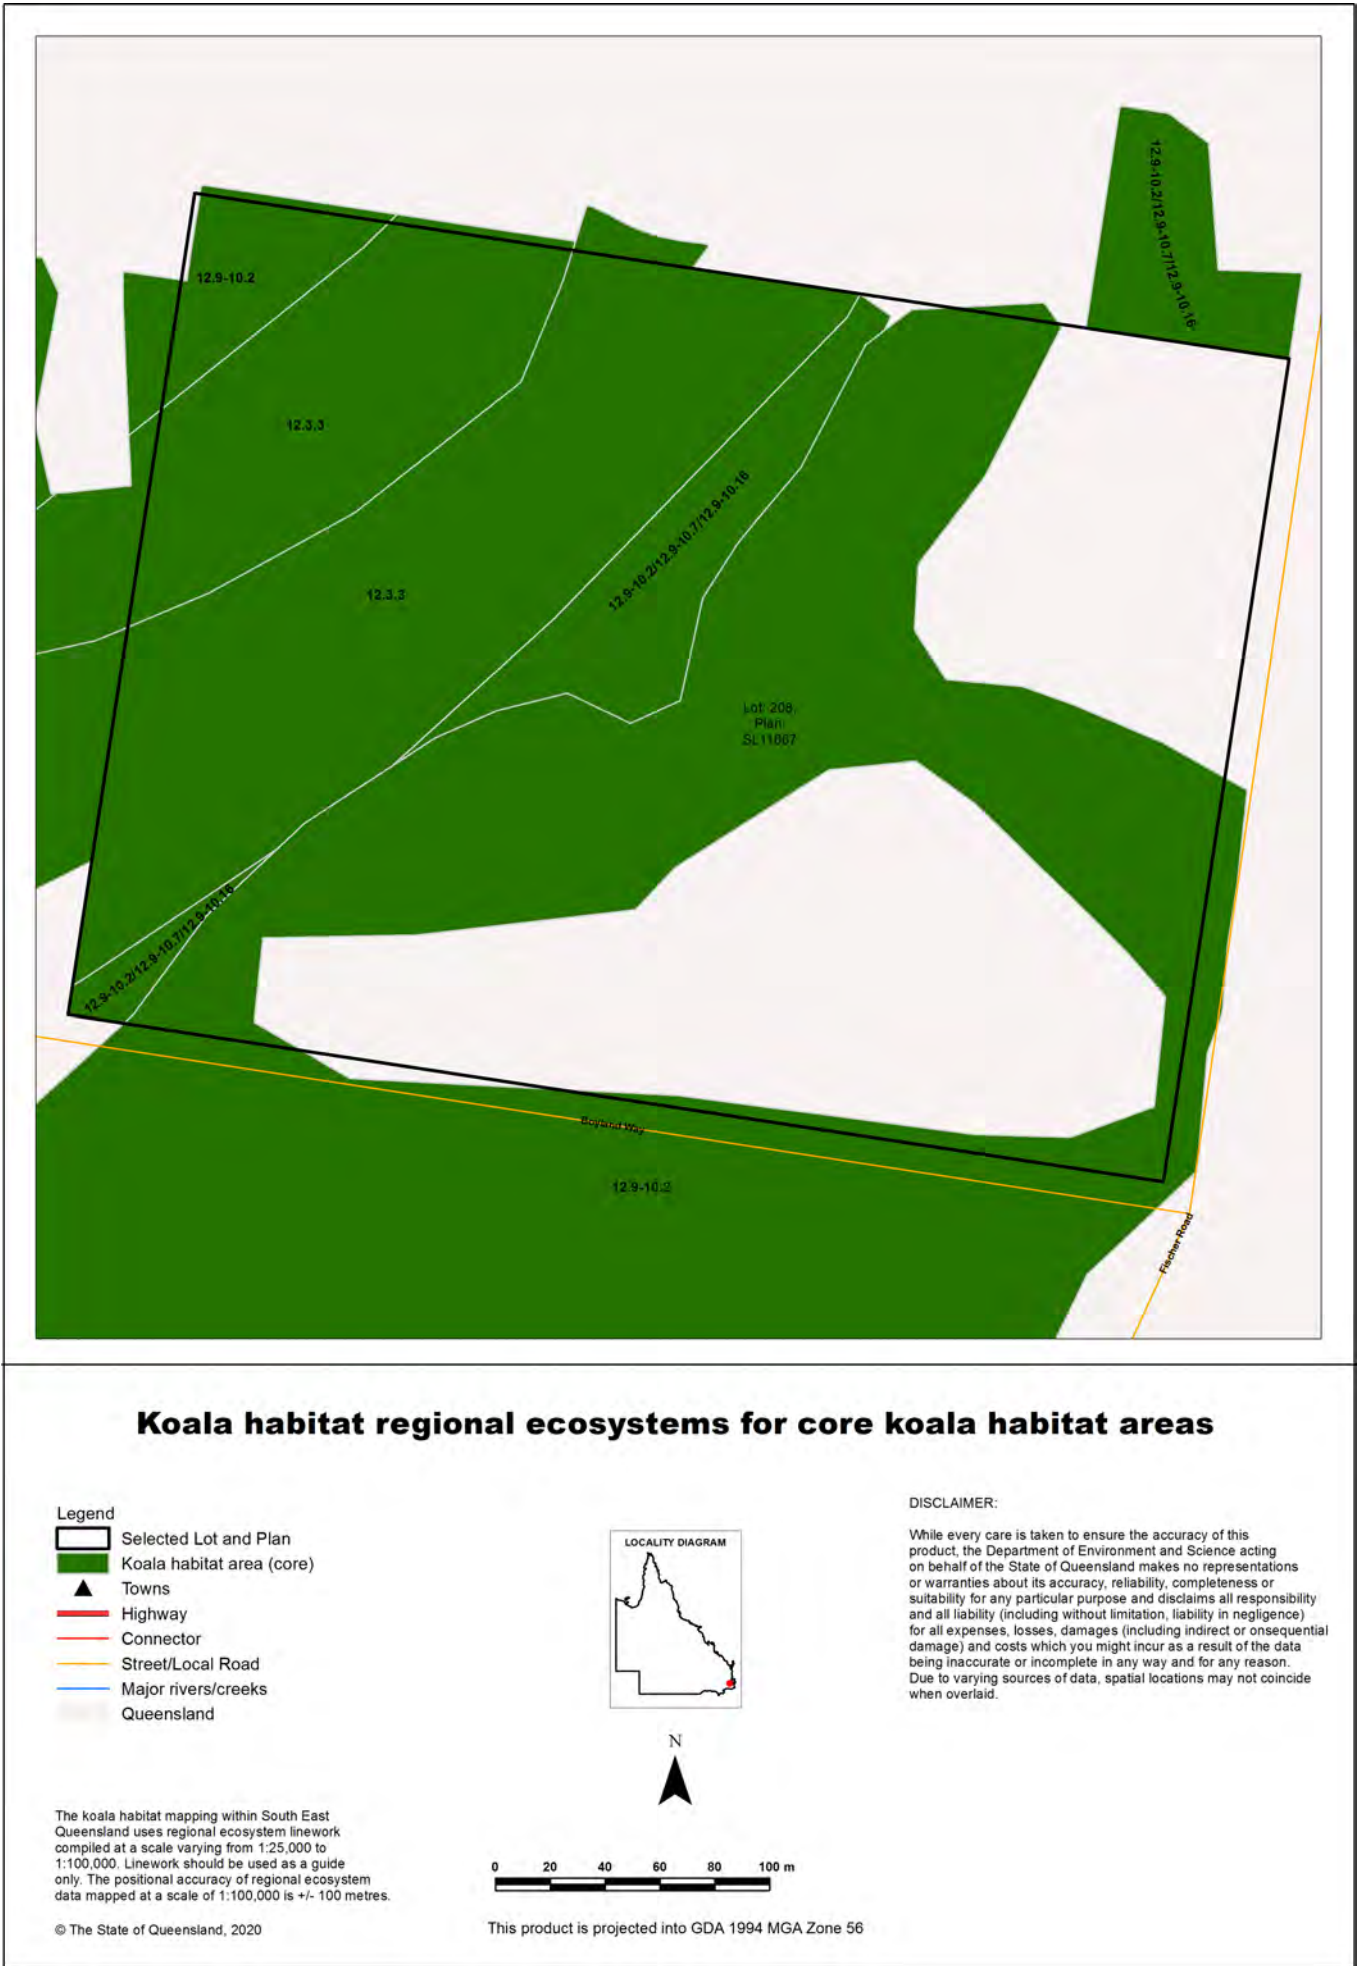 12.9-10.2/12.9-10.7/12.9-10.16
12.9-10.2
12.3.3
12.9-10.2/12.9-10.7/12.9-10.16
12.3.3
Lot: 208
Plan:
12.9-10.2/12.9-10.7/12.9-10.16
Boyland Way
12.9-10.2
Fischer Road
Koala habitat regional ecosystems for core koala habitat areas
Legend
Selected Lot and Plan
Koala habitat area (core)
Towns
Highway
Connector
Street/Local Road
Major rivers/creeks
Queensland
The koala habitat mapping within South East
Queensland uses regional ecosystem linework
compiled at a scale varying from 1:25,000 to
1:100,000. Linework should be used as a guide
only. The positional accuracy of regional ecosystem
data mapped at a scale of 1:100,000 is +/- 100 metres.
© The State of Queensland, 2020
LOCALITY DIAGRAM
N
0 20 40 60 80 100 m
This product is projected into GDA 1994 MGA Zone 56
DISCLAIMER:
While every care is taken to ensure the accuracy of this
product, the Department of Environment and Science acting
on behalf of the State of Queensland makes no representations
or warranties about its accuracy, reliability, completeness or
suitability for any particular purpose and disclaims all responsibility
and all liability (including without limitation, liability in negligence)
for all expenses, losses, damages (including indirect or onsequential
damage) and costs which you might incur as a result of the data
being inaccurate or incomplete in any way and for any reason.
Due to varying sources of data, spatial locations may not coincide
when overlaid.